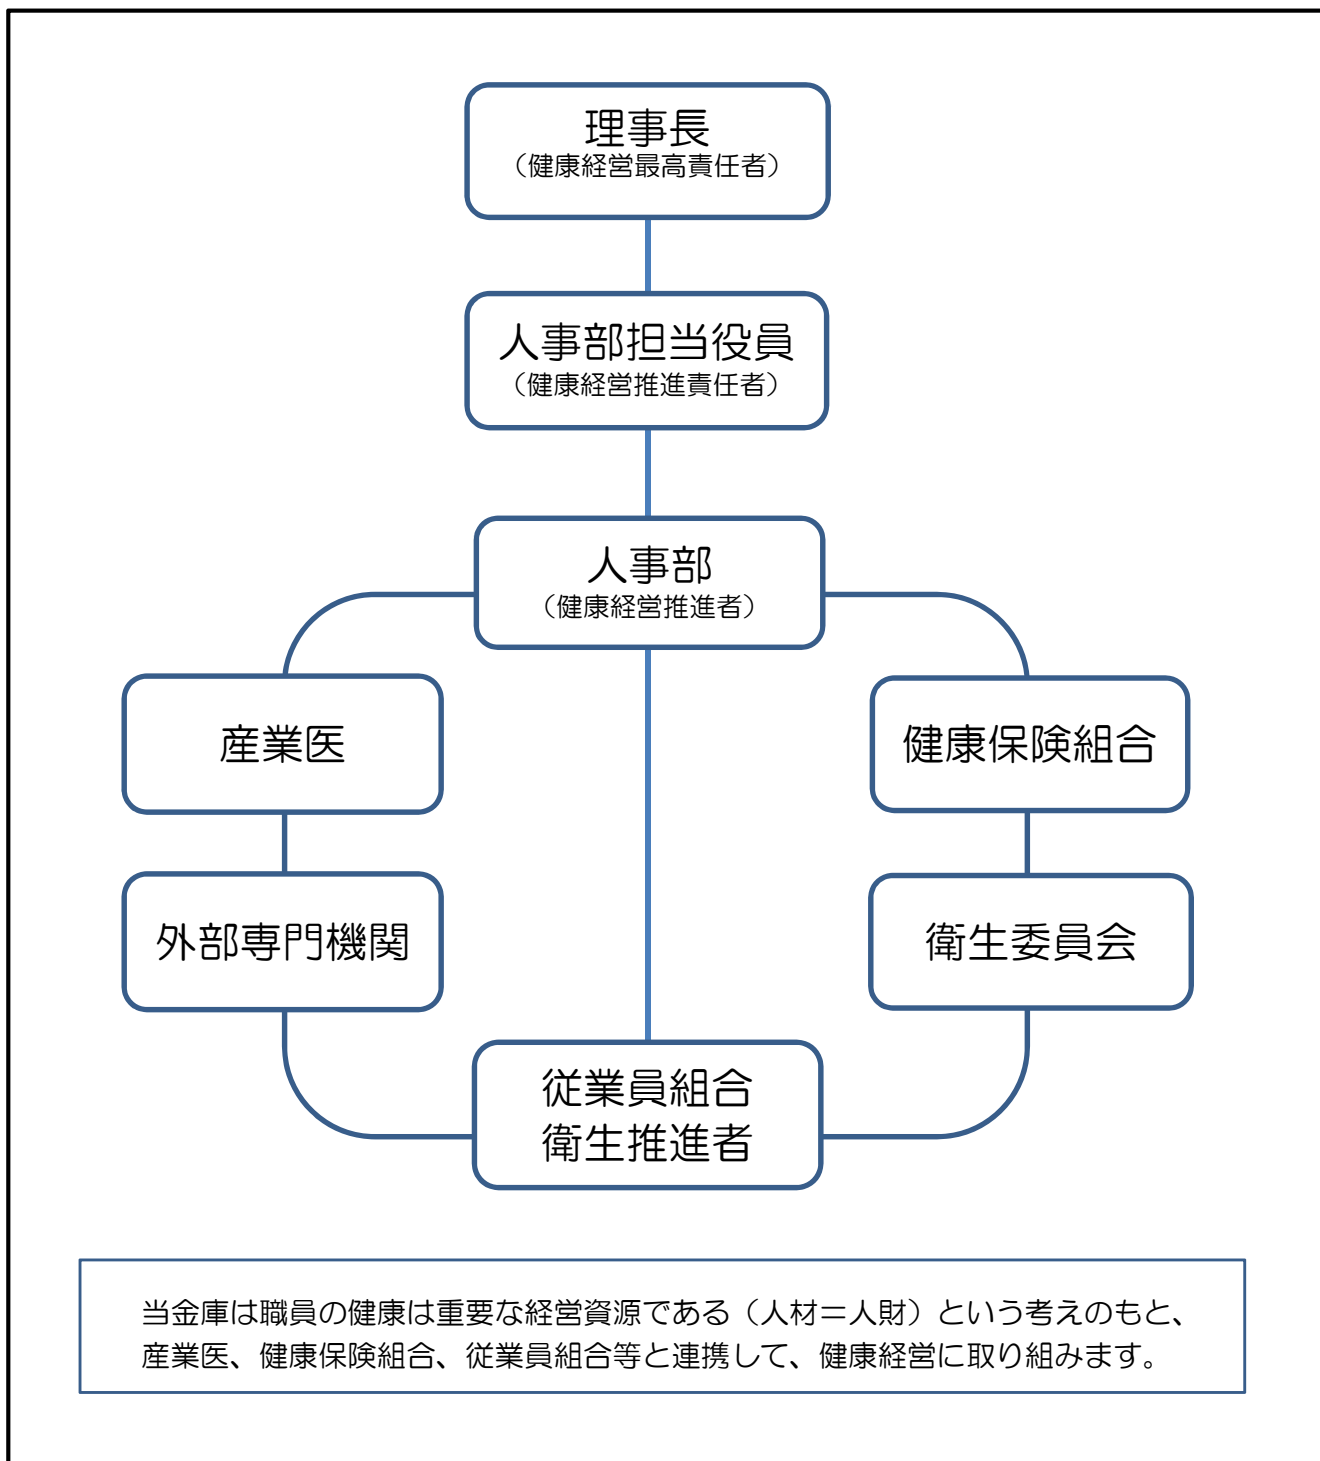 理事長
（健康経営最高責任者）
人事部担当役員
（健康経営推進責任者）
人事部
（健康経営推進者）
産業医
健康保険組合
外部専門機関
衛生委員会
従業員組合
衛生推進者
当金庫は職員の健康は重要な経営資源である（人材＝人財）という考えのもと、
産業医、健康保険組合、従業員組合等と連携して、健康経営に取り組みます。